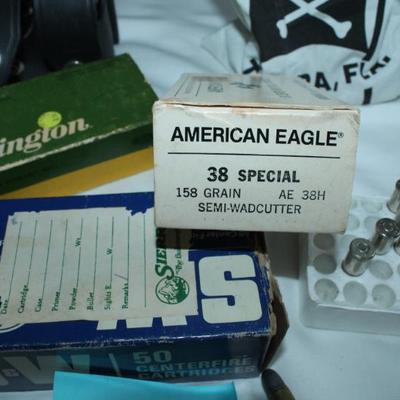 ington
AMERICAN EAGLE®
38 SPECIAL
158 GRAIN AE 38H
SEMI-WADCUTTER
Date
Cartridge
Case
Primer
Powder
Bullet
Sights E. W.
Remarks
SIERR
50
CENTERFIRE
CARTRIDGES